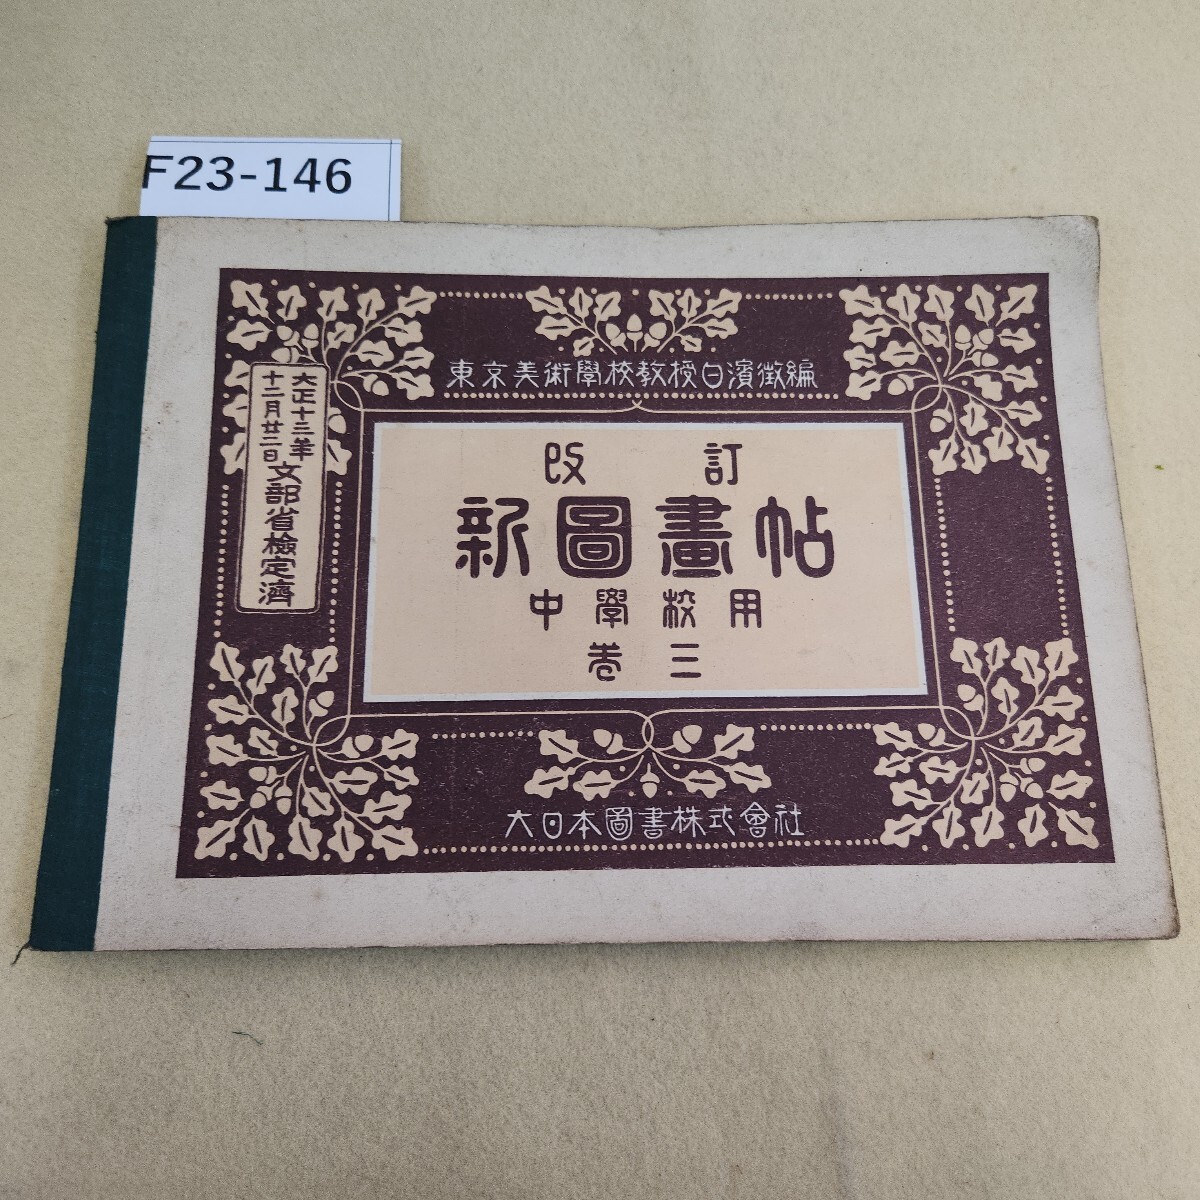 F23-146
東京美術學校教授白濱徴編
改訂
新圖畫帖
中學校用
卷三
大正十三年
十二月廿二日
文部省檢定濟
大日本圖書株式會社